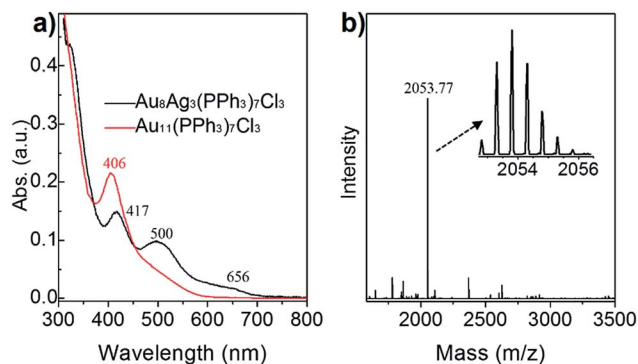 a)
0.4
0.3
0.2
0.1
0.0
Abs. (a.u.)
Au₈Ag₃(PPh₃)₇Cl₃
Au₁₁(PPh₃)₇Cl₃
406
417
500
656
300 400 500 600 700 800
Wavelength (nm)
b)
Intensity
2053.77
2054 2056
2000 2500 3000 3500
Mass (m/z)